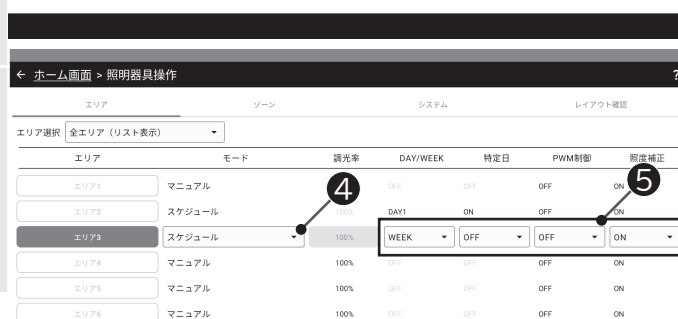 ← ホーム画面 > 照明器具操作 ?
エリア ゾーン システム レイアウト確認
エリア選択 全エリア（リスト表示）
エリア モード 調光率 DAY/WEEK 特定日 PWM制御 照度補正
エリア1 マニュアル OFF OFF OFF ON
エリア2 スケジュール 100% DAY1 ON OFF ON
エリア3 スケジュール 100% WEEK OFF OFF ON
エリア4 マニュアル 100% OFF OFF OFF ON
エリア5 マニュアル 100% OFF OFF OFF ON
エリア6 マニュアル 100% OFF OFF OFF ON
4
5